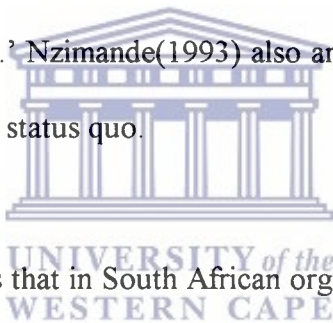 .’ Nzimande(1993) also ar
status quo.
UNIVERSITY of the
s that in South African org
WESTERN CAPE